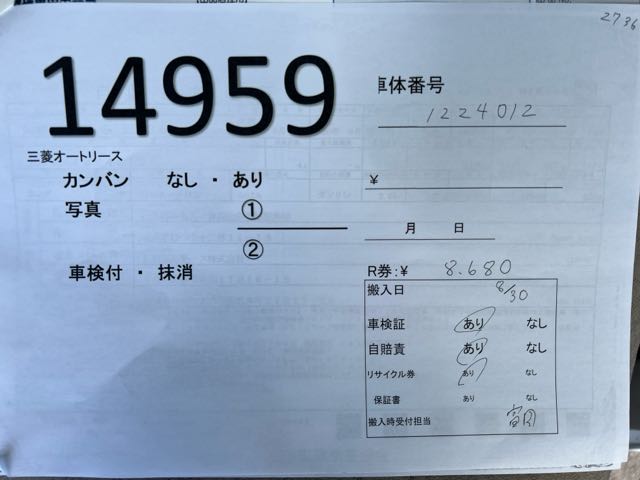 2736
14959
車体番号
1224012
三菱オートリース
カンバン なし ・ あり
¥
写真 ①
②
月 日
車検付 ・ 抹消
R券:¥ 8.680
搬入日 8/30
車検証 あり なし
自賠責 あり なし
リサイクル券 あり なし
保証書 あり なし
搬入時受付担当